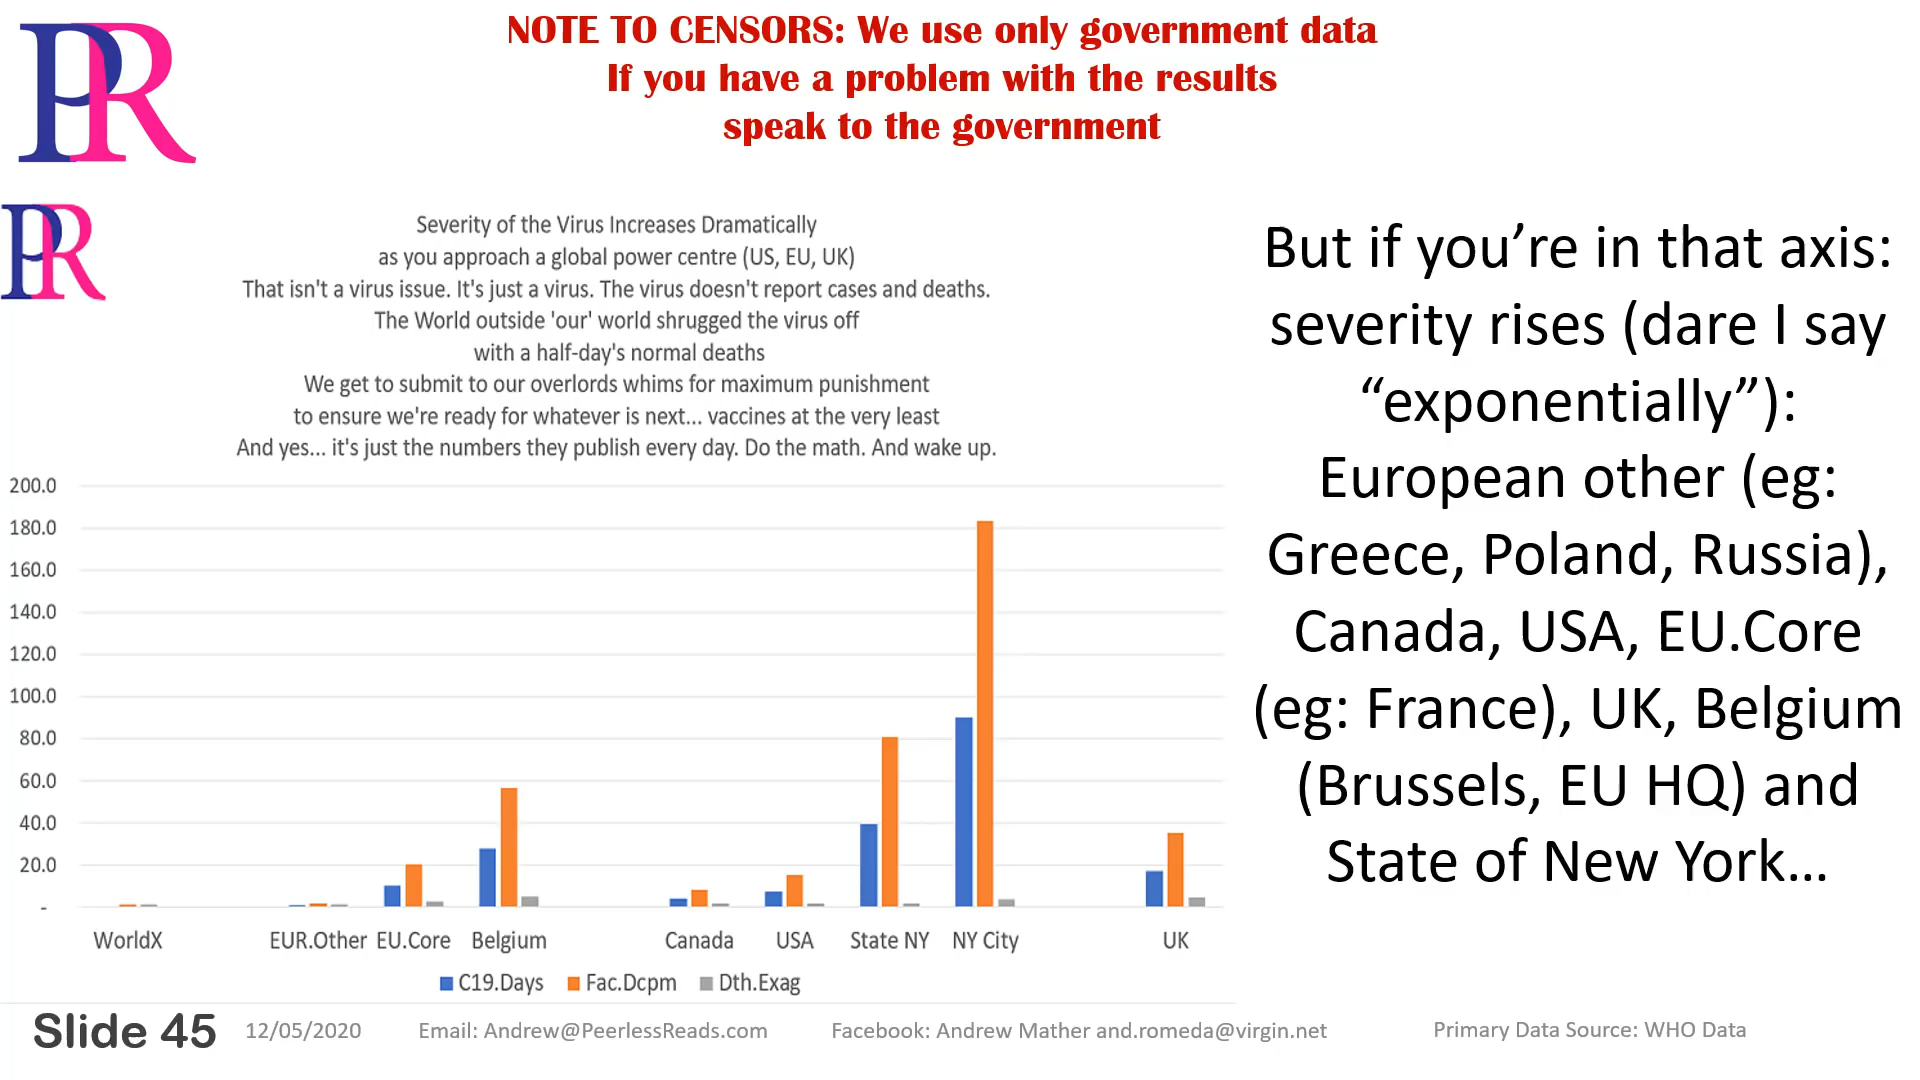 PR
NOTE TO CENSORS: We use only government data
If you have a problem with the results
speak to the government
PR
Severity of the Virus Increases Dramatically
as you approach a global power centre (US, EU, UK)
That isn't a virus issue. It's just a virus. The virus doesn't report cases and deaths.
The World outside 'our' world shrugged the virus off
with a half-day's normal deaths
We get to submit to our overlords whims for maximum punishment
to ensure we're ready for whatever is next... vaccines at the very least
And yes... it's just the numbers they publish every day. Do the math. And wake up.
200.0
180.0
160.0
140.0
120.0
100.0
80.0
60.0
40.0
20.0
-
WorldX EUR.Other EU.Core Belgium Canada USA State NY NY City UK
C19.Days Fac.Dcpm Dth.Exag
But if you’re in that axis:
severity rises (dare I say
“exponentially”):
European other (eg:
Greece, Poland, Russia),
Canada, USA, EU.Core
(eg: France), UK, Belgium
(Brussels, EU HQ) and
State of New York...
Slide 45 12/05/2020 Email: Andrew@PeerlessReads.com Facebook: Andrew Mather and.romeda@virgin.net Primary Data Source: WHO Data